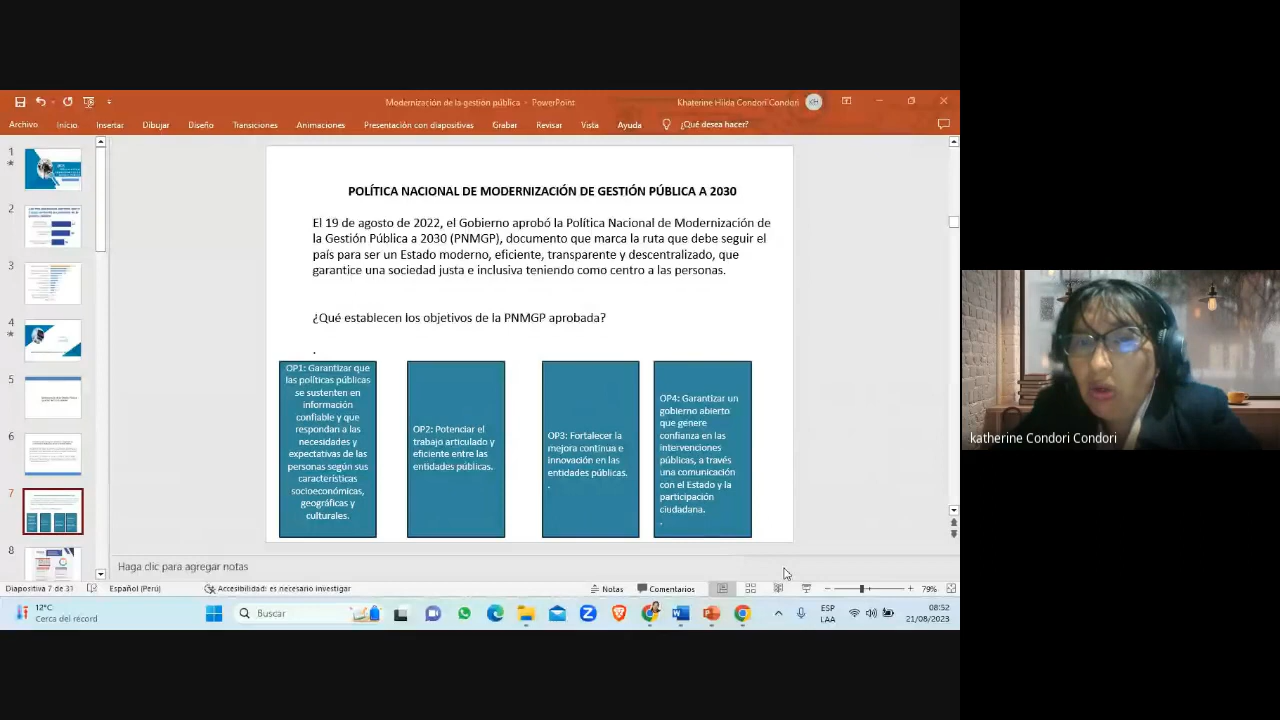 Modernización de la gestión pública - PowerPoint
Khaterine Hilda Condori Condori
KH
Archivo
Inicio
Insertar
Dibujar
Diseño
Transiciones
Animaciones
Presentación con diapositivas
Grabar
Revisar
Vista
Ayuda
¿Qué desea hacer?
1
2
3
4
5
6
7
8
POLÍTICA NACIONAL DE MODERNIZACIÓN DE GESTIÓN PÚBLICA A 2030
El 19 de agosto de 2022, el Gobierno aprobó la Política Nacional de Modernización de
la Gestión Pública a 2030 (PNMGP), documento que marca la ruta que debe seguir el
país para ser un Estado moderno, eficiente, transparente y descentralizado, que
garantice una sociedad justa e inclusiva teniendo como centro a las personas.
¿Qué establecen los objetivos de la PNMGP aprobada?
.
OP1: Garantizar que
las políticas públicas
se sustenten en
información
confiable y que
respondan a las
necesidades y
expectativas de las
personas según sus
características
socioeconómicas,
geográficas y
culturales.
OP2: Potenciar el
trabajo articulado y
eficiente entre las
entidades públicas.
OP3: Fortalecer la
mejora continua e
innovación en las
entidades públicas.
.
OP4: Garantizar un
gobierno abierto
que genere
confianza en las
intervenciones
públicas, a través
una comunicación
con el Estado y la
participación
ciudadana.
.
katherine Condori Condori
Haga clic para agregar notas
Diapositiva 7 de 31
Español (Perú)
Accesibilidad: es necesario investigar
Notas
Comentarios
79%
12°C
Cerca del récord
Buscar
ESP
LAA
08:52
21/08/2023